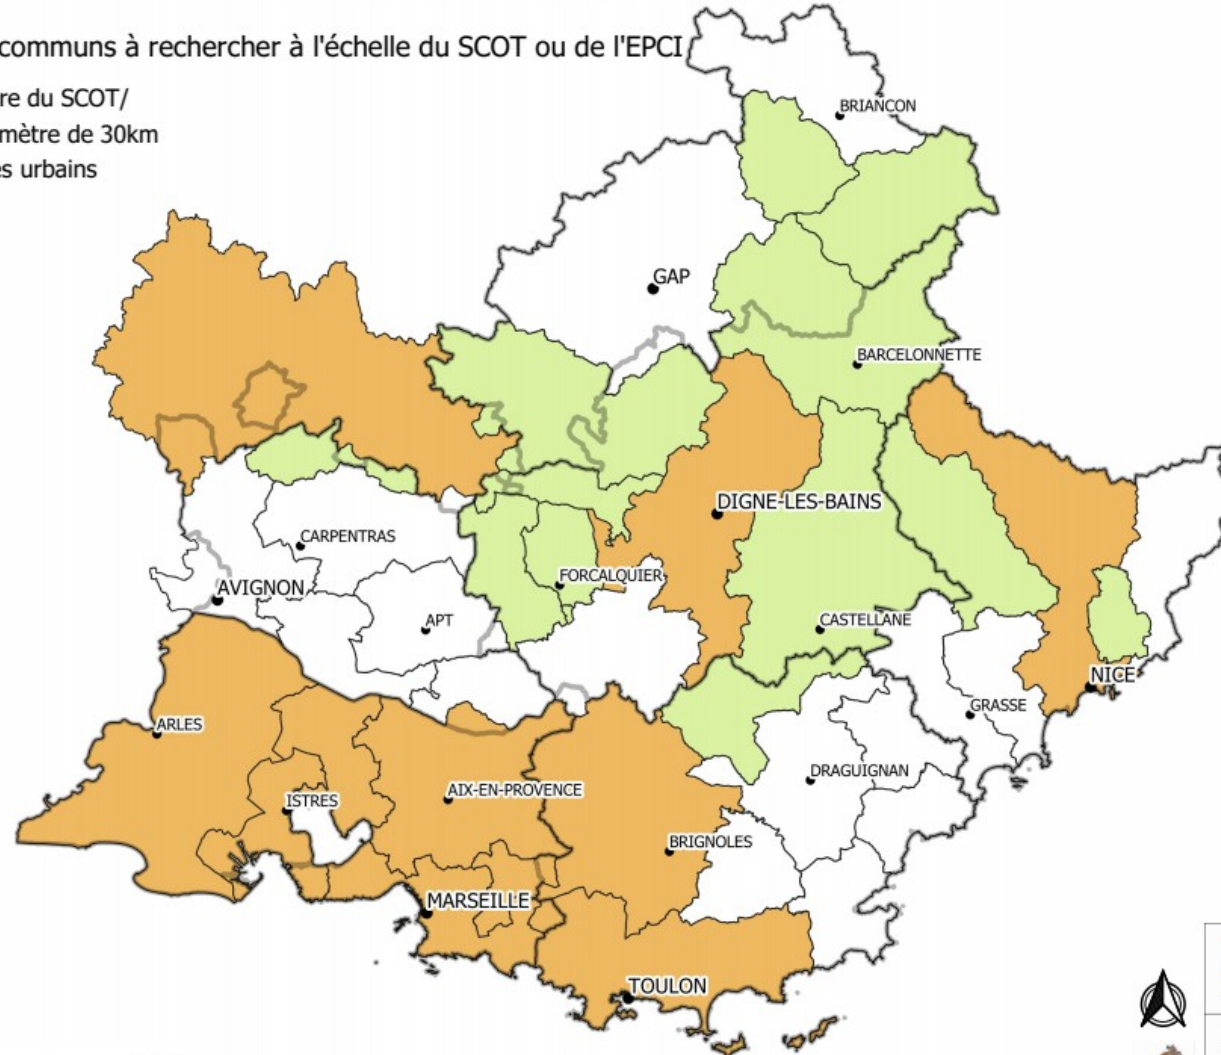 communs à rechercher à l'échelle du SCOT ou de l'EPCI
re du SCOT/
mètre de 30km
es urbains
BRIANCON
GAP
BARCELONNETTE
DIGNE-LES-BAINS
CARPENTRAS
FORCALQUIER
AVIGNON
APT
CASTELLANE
NICE
GRASSE
ARLES
DRAGUIGNAN
AIX-EN-PROVENCE
ISTRES
BRIGNOLES
MARSEILLE
TOULON